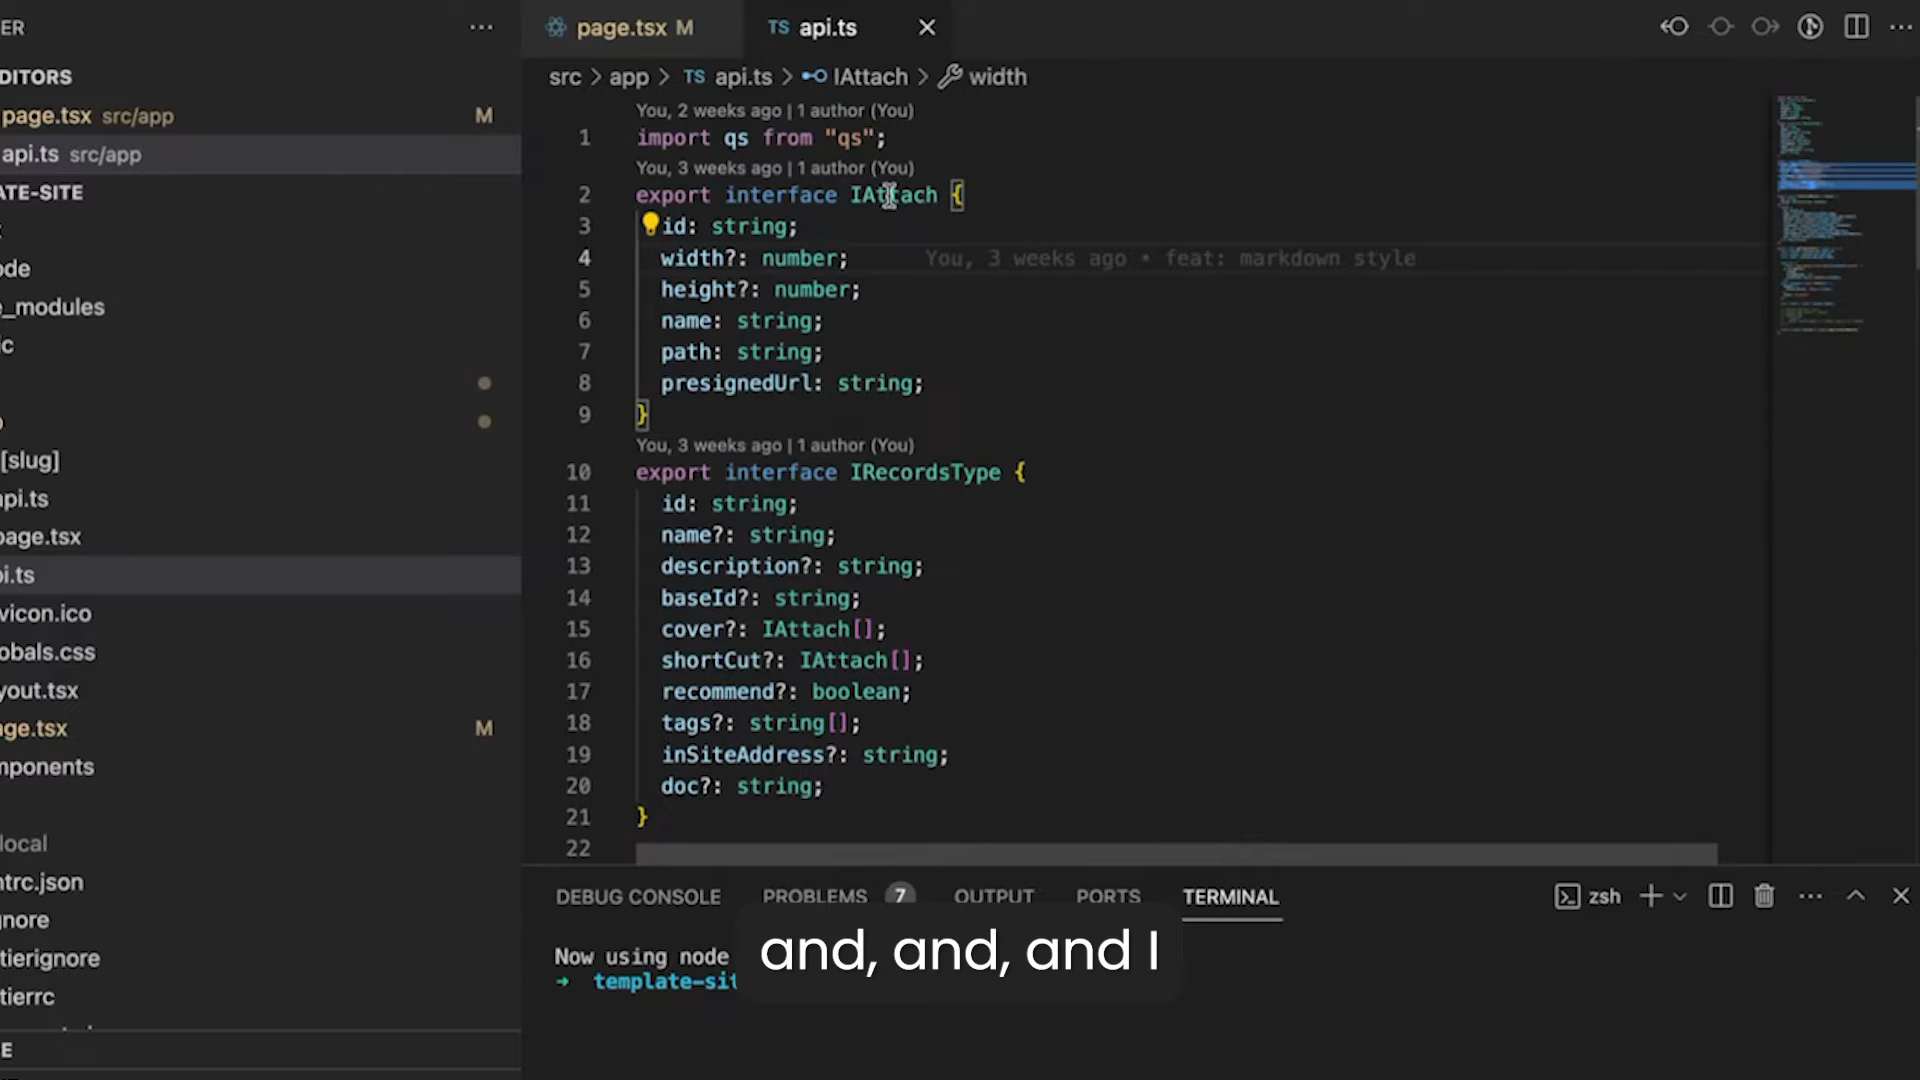 ER
DITORS
page.tsx src/app M
api.ts src/app
ATE-SITE
ode
e_modules
ic
[slug]
api.ts
page.tsx
pi.ts
vicon.ico
obals.css
yout.tsx
age.tsx M
mponents
local
ntrc.json
gnore
tierignore
tierrc
E
page.tsx M
TS api.ts
src > app > TS api.ts > IAttach > width
You, 2 weeks ago | 1 author (You)
1 import qs from "qs";
You, 3 weeks ago | 1 author (You)
2 export interface IAttach {
3 id: string;
4 width?: number; You, 3 weeks ago • feat: markdown style
5 height?: number;
6 name: string;
7 path: string;
8 presignedUrl: string;
9 }
You, 3 weeks ago | 1 author (You)
10 export interface IRecordsType {
11 id: string;
12 name?: string;
13 description?: string;
14 baseId?: string;
15 cover?: IAttach[];
16 shortCut?: IAttach[];
17 recommend?: boolean;
18 tags?: string[];
19 inSiteAddress?: string;
20 doc?: string;
21 }
22
DEBUG CONSOLE PROBLEMS 7 OUTPUT PORTS TERMINAL zsh
Now using node
➜ template-sit
and, and, and I